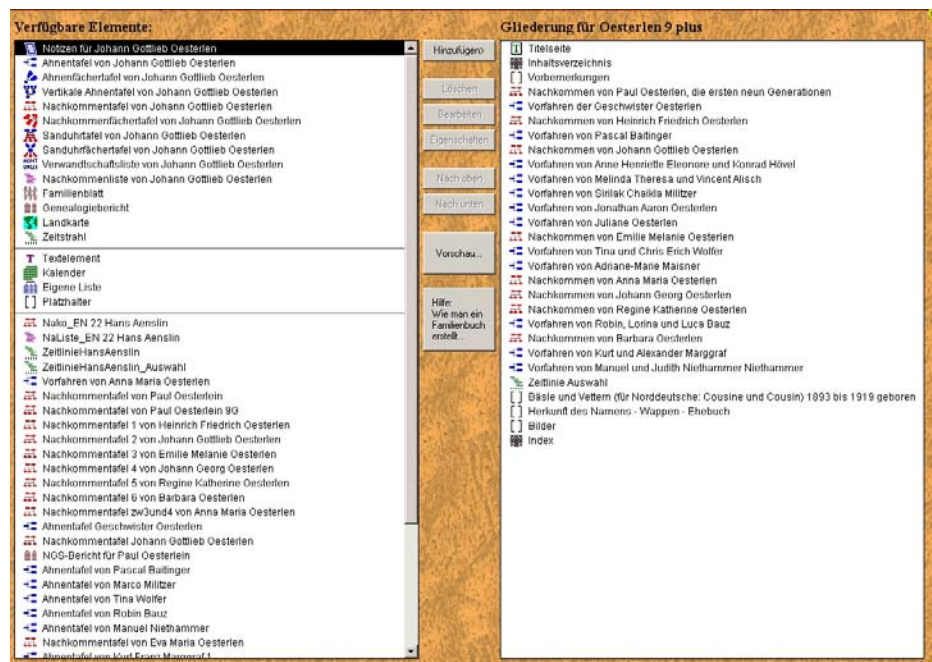 Verfügbare Elemente:
Notizen für Johann Gottlieb Oesterlen
Ahnentafel von Johann Gottlieb Oesterlen
Ahnenfächertafel von Johann Gottlieb Oesterlen
Vertikale Ahnentafel von Johann Gottlieb Oesterlen
Nachkommentafel von Johann Gottlieb Oesterlen
Nachkommenfächertafel von Johann Gottlieb Oesterlen
Sanduhrtafel von Johann Gottlieb Oesterlen
Sanduhrfächertafel von Johann Gottlieb Oesterlen
Verwandtschaftsliste von Johann Gottlieb Oesterlen
Nachkommenliste von Johann Gottlieb Oesterlen
Familienblatt
Genealogiebericht
Landkarte
Zeitstrahl
T Textelement
Kalender
Eigene Liste
[ ] Platzhalter
Nako_EN 22 Hans Aenslin
NaListe_EN 22 Hans Aenslin
ZeitlinieHansAenslin
ZeitlinieHansAenslin_Auswahl
Vorfahren von Anna Maria Oesterlen
Nachkommentafel von Paul Oesterlein
Nachkommentafel von Paul Oesterlein 9G
Nachkommentafel 1 von Heinrich Friedrich Oesterlen
Nachkommentafel 2 von Johann Gottlieb Oesterlen
Nachkommentafel 3 von Emilie Melanie Oesterlen
Nachkommentafel 4 von Johann Georg Oesterlen
Nachkommentafel 5 von Regine Katherine Oesterlen
Nachkommentafel 6 von Barbara Oesterlen
Nachkommentafel zw3und4 von Anna Maria Oesterlen
Ahnentafel Geschwister Oesterlen
Nachkommentafel Johann Gottlieb Oesterlen
NGS-Bericht für Paul Oesterlein
Ahnentafel von Pascal Baitinger
Ahnentafel von Marco Militzer
Ahnentafel von Tina Wolfer
Ahnentafel von Robin Bauz
Ahnentafel von Manuel Niethammer
Nachkommentafel von Eva Maria Oesterlen
Ahnentafel von Kurt Franz Marggraf 1
Hinzufügen>
Löschen
Bearbeiten
Eigenschaften
Nach oben
Nach unten
Vorschau...
Hilfe:
Wie man ein
Familienbuch
erstellt...
Gliederung für Oesterlen 9 plus
T Titelseite
Inhaltsverzeichnis
[ ] Vorbemerkungen
Nachkommen von Paul Oesterlen, die ersten neun Generationen
Vorfahren der Geschwister Oesterlen
Nachkommen von Heinrich Friedrich Oesterlen
Vorfahren von Pascal Baitinger
Nachkommen von Johann Gottlieb Oesterlen
Vorfahren von Anne Henriette Eleonore und Konrad Hövel
Vorfahren von Melinda Theresa und Vincent Alisch
Vorfahren von Sirilak Chaikla Militzer
Vorfahren von Jonathan Aaron Oesterlen
Vorfahren von Juliane Oesterlen
Nachkommen von Emilie Melanie Oesterlen
Vorfahren von Tina und Chris Erich Wolfer
Vorfahren von Adriane-Marie Maisner
Nachkommen von Anna Maria Oesterlen
Nachkommen von Johann Georg Oesterlen
Nachkommen von Regine Katherine Oesterlen
Vorfahren von Robin, Lorina und Luca Bauz
Nachkommen von Barbara Oesterlen
Vorfahren von Kurt und Alexander Marggraf
Vorfahren von Manuel und Judith Niethammer Niethammer
Zeitlinie Auswahl
[ ] Bäsle und Vettern (für Norddeutsche: Cousine und Cousin) 1893 bis 1919 geboren
[ ] Herkunft des Namens - Wappen - Ehebuch
[ ] Bilder
Index